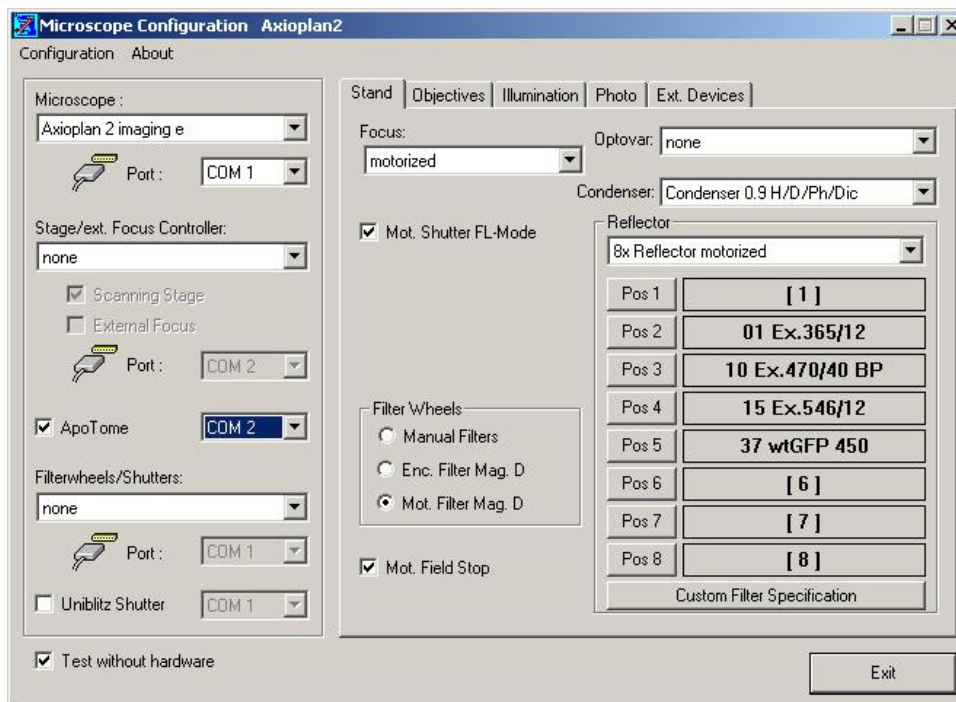 Microscope Configuration Axioplan2
Configuration About
Microscope :
Axioplan 2 imaging e
Port :
COM 1
Stage/ext. Focus Controller:
none
Scanning Stage
External Focus
Port :
COM 2
ApoTome
COM 2
Filterwheels/Shutters:
none
Port :
COM 1
Uniblitz Shutter
COM 1
Test without hardware
Stand Objectives Illumination Photo Ext. Devices
Focus:
motorized
Optovar: none
Condenser: Condenser 0.9 H/D/Ph/Dic
Mot. Shutter FL-Mode
Filter Wheels
Manual Filters
Enc. Filter Mag. D
Mot. Filter Mag. D
Mot. Field Stop
Reflector
8x Reflector motorized
Pos 1 [ 1 ]
Pos 2 01 Ex.365/12
Pos 3 10 Ex.470/40 BP
Pos 4 15 Ex.546/12
Pos 5 37 wtGFP 450
Pos 6 [ 6 ]
Pos 7 [ 7 ]
Pos 8 [ 8 ]
Custom Filter Specification
Exit